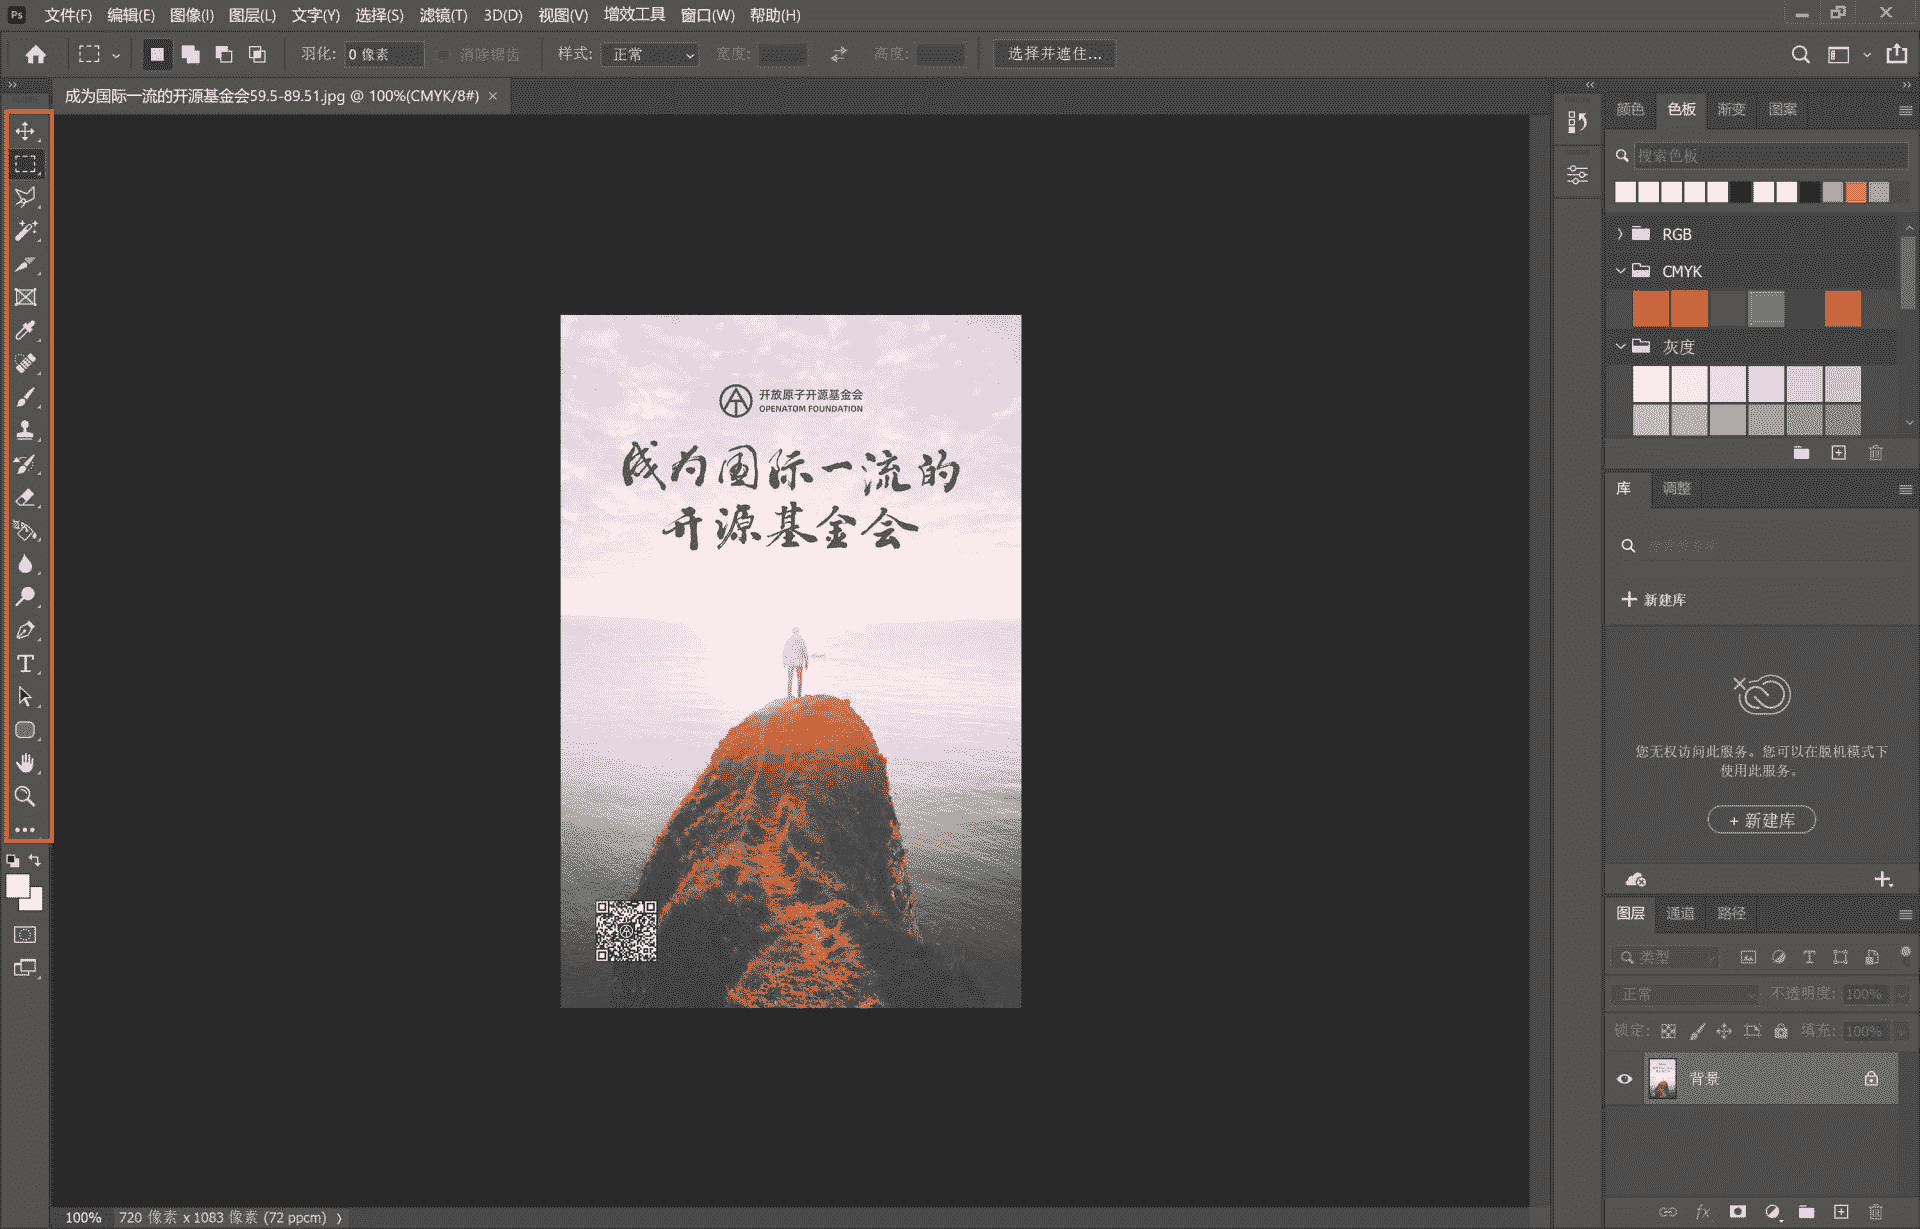 Ps 文件(F) 编辑(E) 图像(I) 图层(L) 文字(Y) 选择(S) 滤镜(T) 3D(D) 视图(V) 增效工具 窗口(W) 帮助(H)
羽化: 0 像素 消除锯齿 样式: 正常 宽度: 高度: 选择并遮住...
成为国际一流的开源基金会59.5-89.51.jpg @ 100%(CMYK/8#) ×
开放原子开源基金会
OPENATOM FOUNDATION
成为国际一流的
开源基金会
颜色 色板 渐变 图案
搜索色板
RGB
CMYK
灰度
库 调整
新建库
您无权访问此服务。您可以在脱机模式下
使用此服务。
+ 新建库
图层 通道 路径
类型
正常 不透明度: 100%
锁定: 填充: 100%
背景
fx
100% 720 像素 x 1083 像素 (72 ppcm)